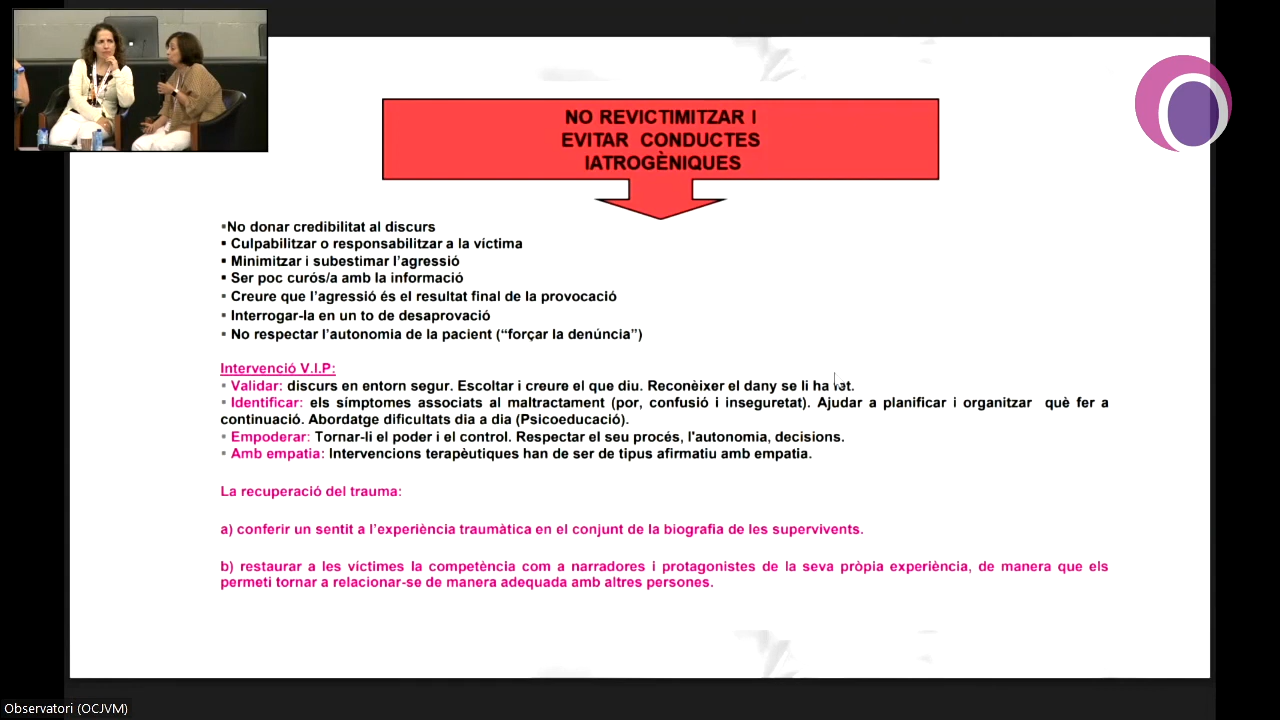 NO REVICTIMITZAR I
EVITAR CONDUCTES
IATROGÈNIQUES
▪No donar credibilitat al discurs
▪ Culpabilitzar o responsabilitzar a la víctima
▪ Minimitzar i subestimar l’agressió
▪ Ser poc curós/a amb la informació
▪ Creure que l’agressió és el resultat final de la provocació
▪ Interrogar-la en un to de desaprovació
▪ No respectar l’autonomia de la pacient (“forçar la denúncia”)
Intervenció V.I.P:
▪ Validar: discurs en entorn segur. Escoltar i creure el que diu. Reconèixer el dany se li ha fet.
▪ Identificar: els símptomes associats al maltractament (por, confusió i inseguretat). Ajudar a planificar i organitzar què fer a
continuació. Abordatge dificultats dia a dia (Psicoeducació).
▪ Empoderar: Tornar-li el poder i el control. Respectar el seu procés, l'autonomia, decisions.
▪ Amb empatia: Intervencions terapèutiques han de ser de tipus afirmatiu amb empatia.
La recuperació del trauma:
a) conferir un sentit a l’experiència traumàtica en el conjunt de la biografia de les supervivents.
b) restaurar a les víctimes la competència com a narradores i protagonistes de la seva pròpia experiència, de manera que els
permeti tornar a relacionar-se de manera adequada amb altres persones.
Observatori (OCJVM)